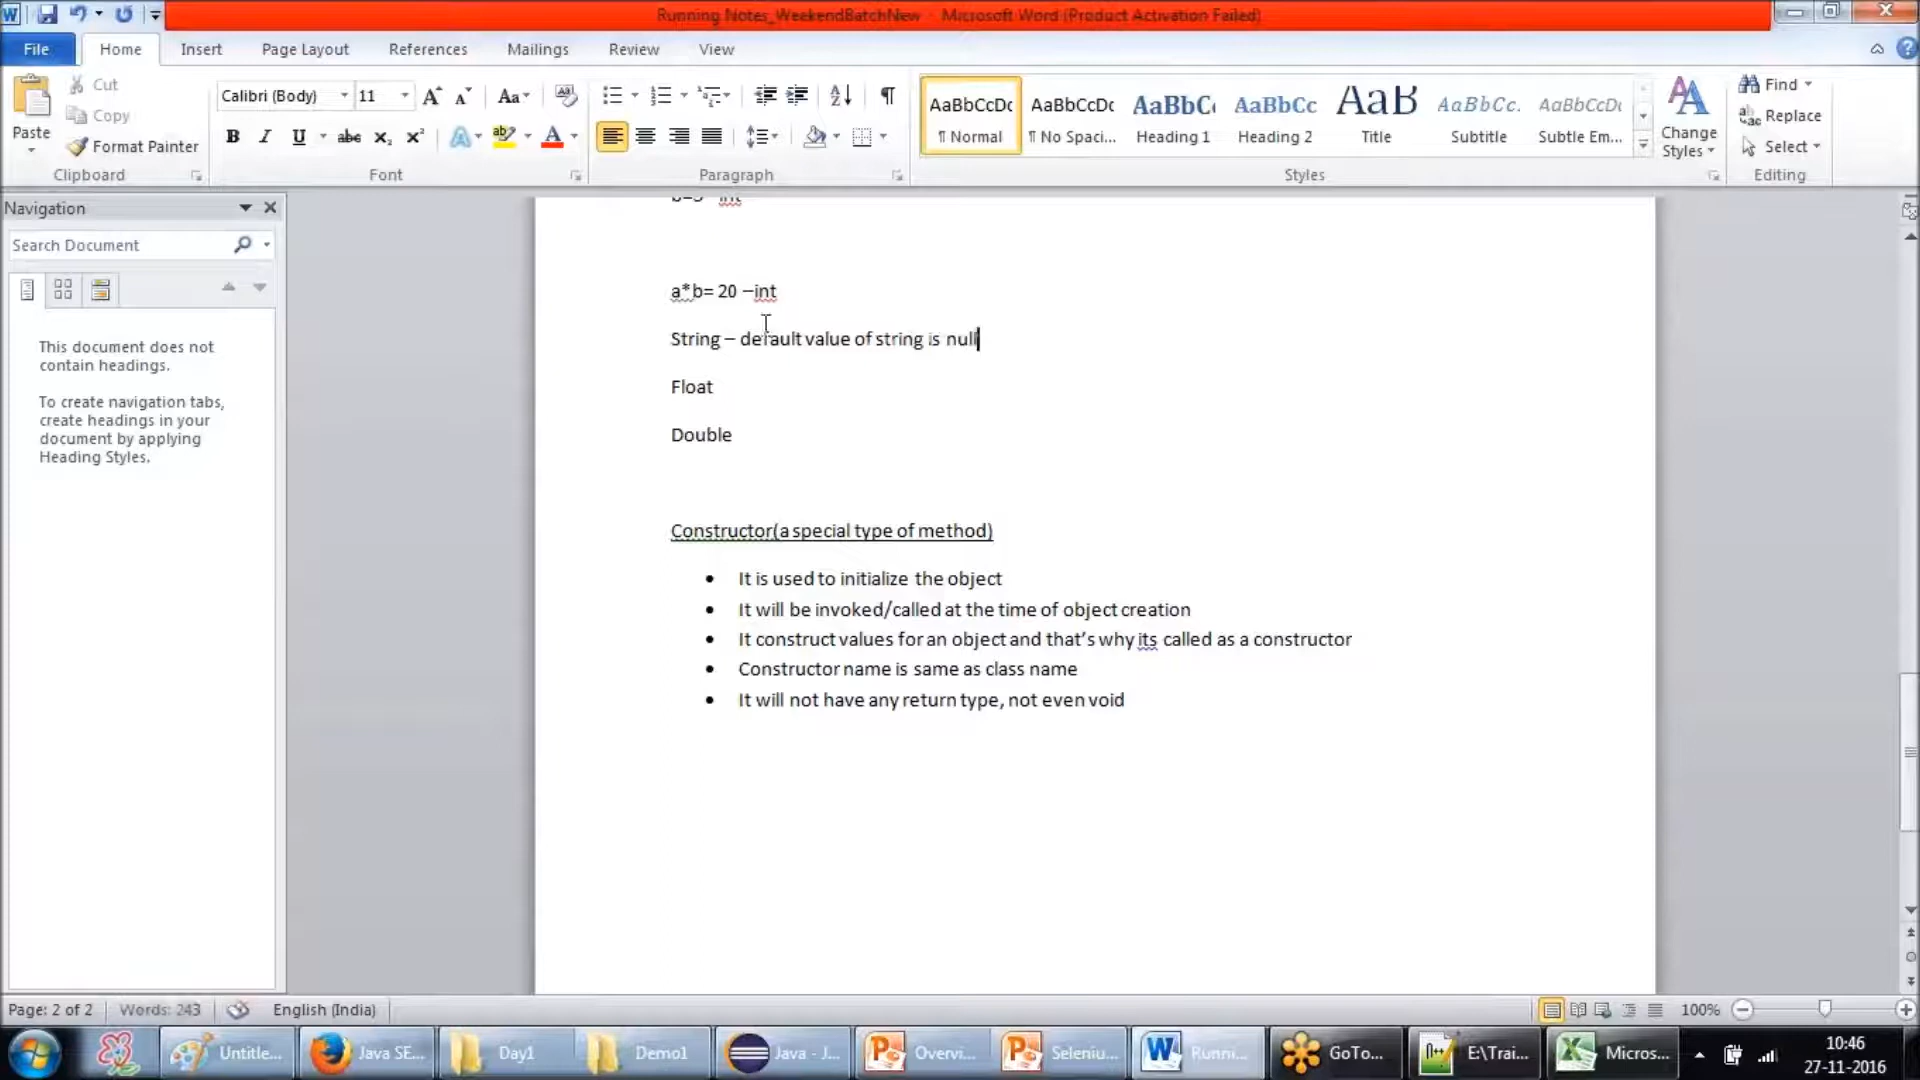 Running Notes_WeekendBatchNew - Microsoft Word (Product Activation Failed)
File Home Insert Page Layout References Mailings Review View
Paste
Cut
Copy
Format Painter
Clipboard
Calibri (Body) 11
Aa
B I U abc x₂ x²
Font
Paragraph
AaBbCcDc AaBbCcDc AaBbC AaBbCc AaB AaBbCc. AaBbCcDc
¶ Normal ¶ No Spaci... Heading 1 Heading 2 Title Subtitle Subtle Em...
Styles
Change
Styles
Find
Replace
Select
Editing
Navigation
Search Document
This document does not
contain headings.
To create navigation tabs,
create headings in your
document by applying
Heading Styles.
a*b= 20 –int
String – default value of string is null
Float
Double
Constructor(a special type of method)
• It is used to initialize the object
• It will be invoked/called at the time of object creation
• It construct values for an object and that's why its called as a constructor
• Constructor name is same as class name
• It will not have any return type, not even void
Page: 2 of 2 Words: 243 English (India) 100%
Untitle... Java SE... Day1 Demo1 Java - J... Overvi... Seleniu... Runni... GoTo... E:\Trai... Micros...
10:46
27-11-2016